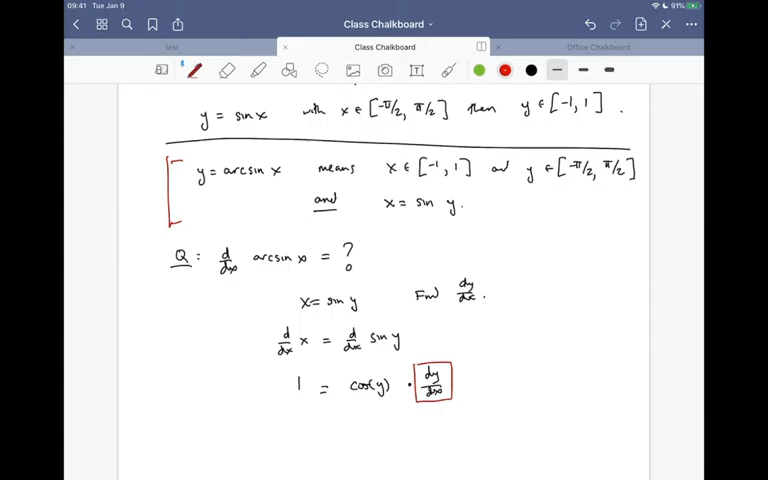 09:41 Tue Jan 9
91%
Class Chalkboard
test
Class Chalkboard
Office Chalkboard
y = sin x with x ∈ [-π/2, π/2] then y ∈ [-1, 1].
y = arcsin x means x ∈ [-1, 1] and y ∈ [-π/2, π/2]
and x = sin y.
Q: d/dx arcsin x = ?
x = sin y Find dy/dx.
d/dx x = d/dx sin y
1 = cos(y) · dy/dx